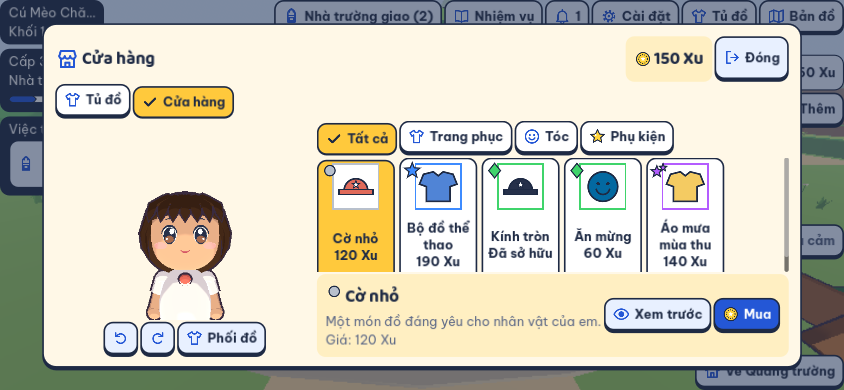 Cú Mèo Chă...
Nhà trường giao (2)
Nhiệm vụ
1
Cài đặt
Tủ đồ
Bản đồ
Khối 1
Cửa hàng
150 Xu
Đóng
Cấp 3
Nhà t
50 Xu
Tủ đồ
Cửa hàng
Thêm
Việc t
Tất cả
Trang phục
Tóc
Phụ kiện
Cờ nhỏ
120 Xu
Bộ đồ thể
thao
190 Xu
Kính tròn
Đã sở hữu
Ăn mừng
60 Xu
Áo mưa
mùa thu
140 Xu
cảm
Cờ nhỏ
Một món đồ đáng yêu cho nhân vật của em.
Giá: 120 Xu
Xem trước
Mua
Phối đồ
Về Quảng trường